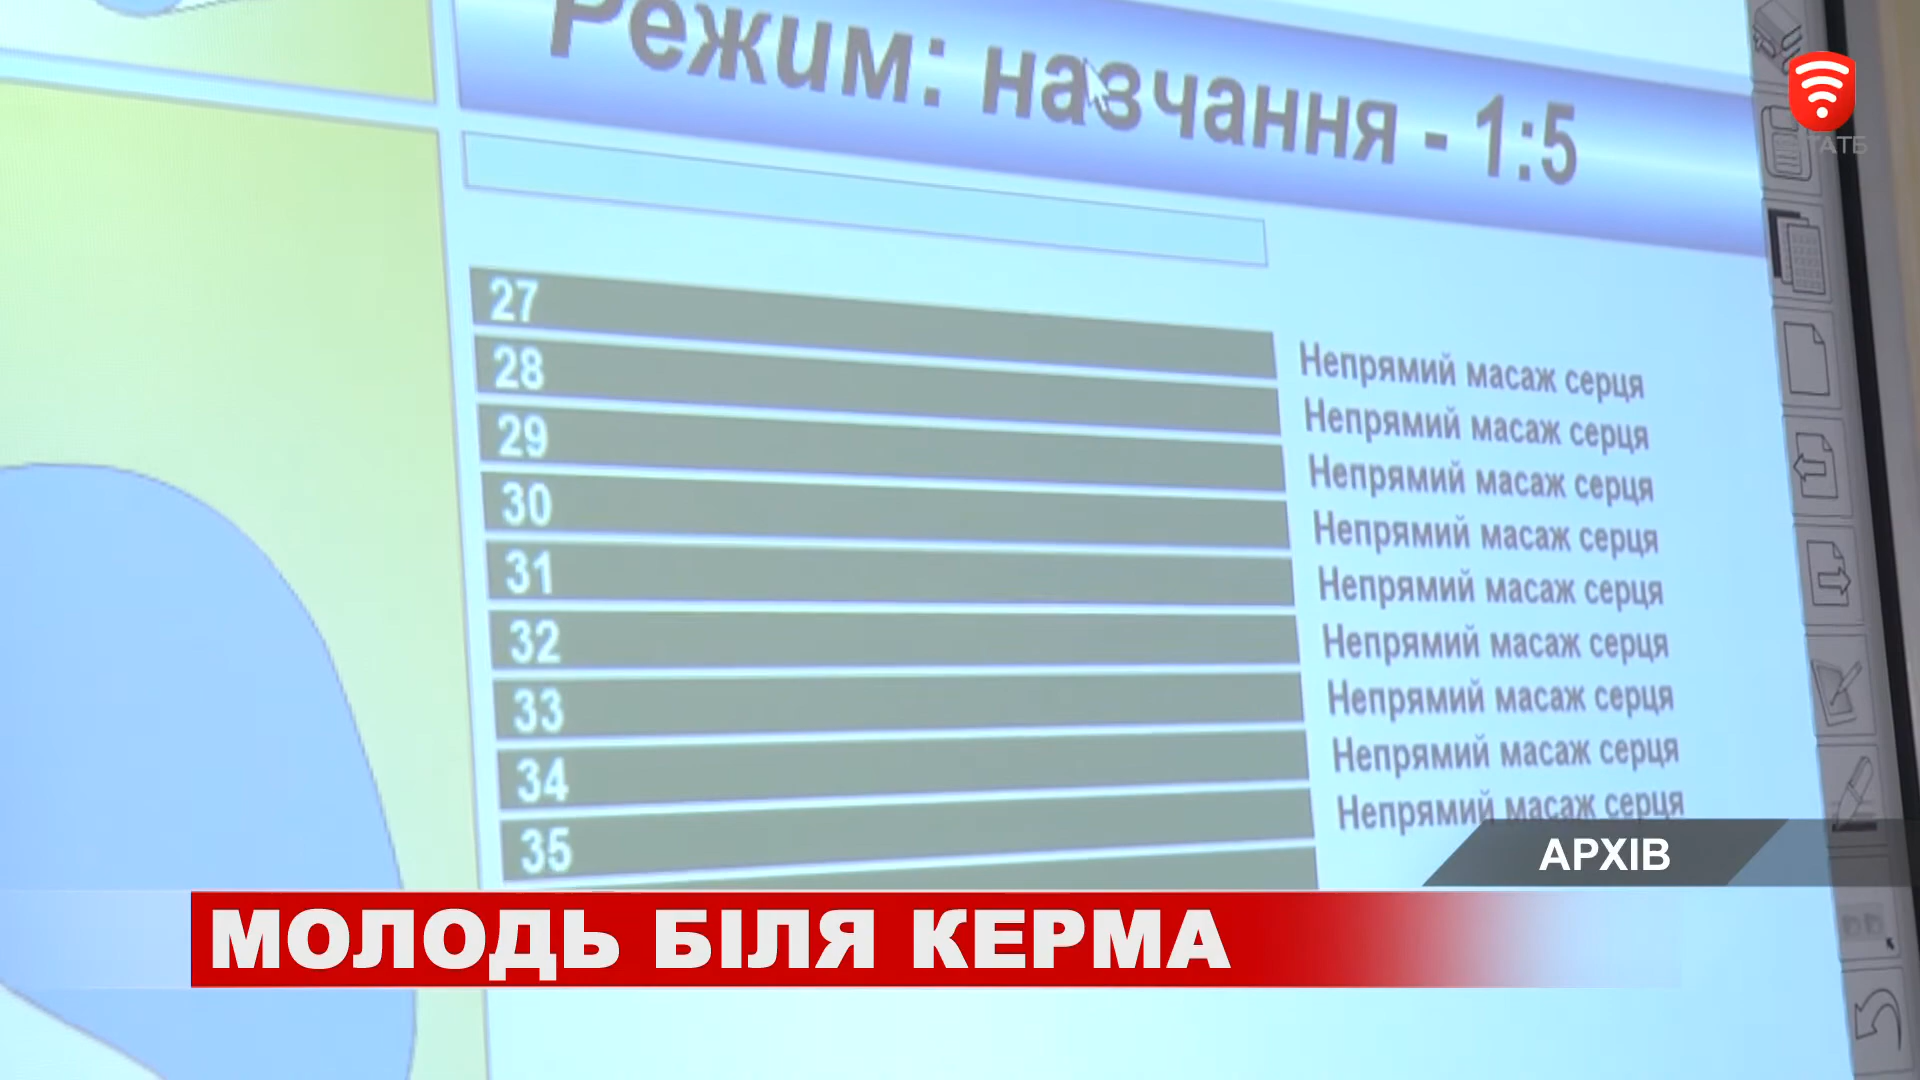 Режим: назчання - 1:5
27
28 Непрямий масаж серця
29 Непрямий масаж серця
30 Непрямий масаж серця
31 Непрямий масаж серця
32 Непрямий масаж серця
33 Непрямий масаж серця
34 Непрямий масаж серця
35 Непрямий масаж серця
Непрямий масаж серця
АРХІВ
МОЛОДЬ БІЛЯ КЕРМА